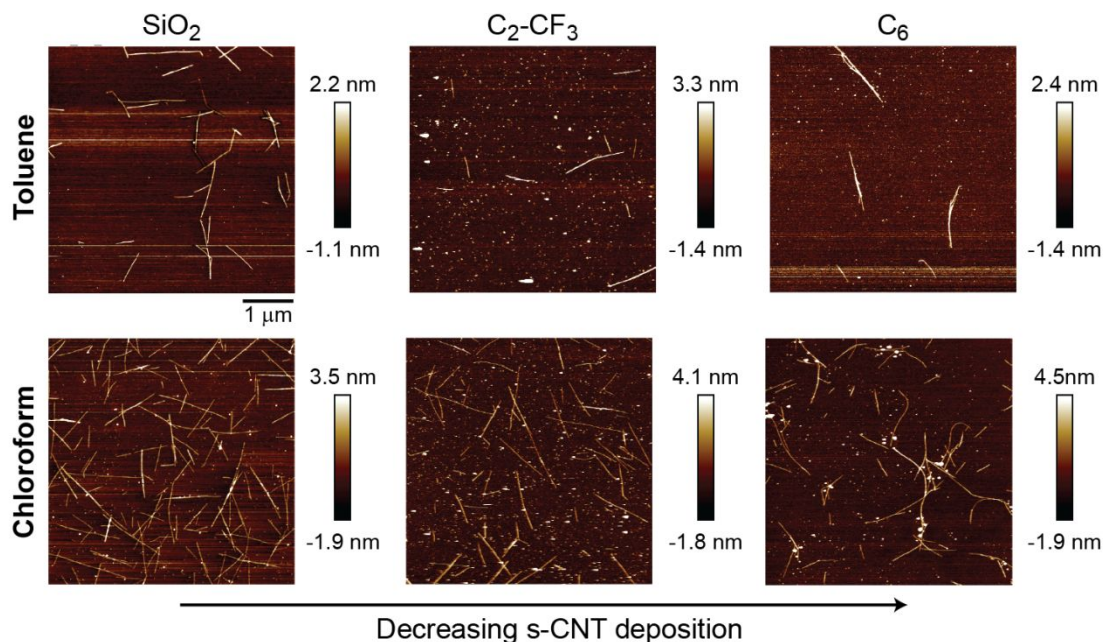 SiO₂ C₂-CF₃ C₆
Toluene
2.2 nm 3.3 nm 2.4 nm
-1.1 nm -1.4 nm -1.4 nm
1 μm
Chloroform
3.5 nm 4.1 nm 4.5nm
-1.9 nm -1.8 nm -1.9 nm
Decreasing s-CNT deposition